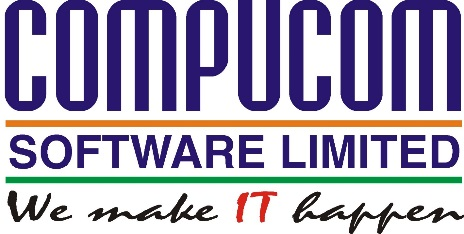 COMPUCOM
SOFTWARE LIMITED
We make IT happen